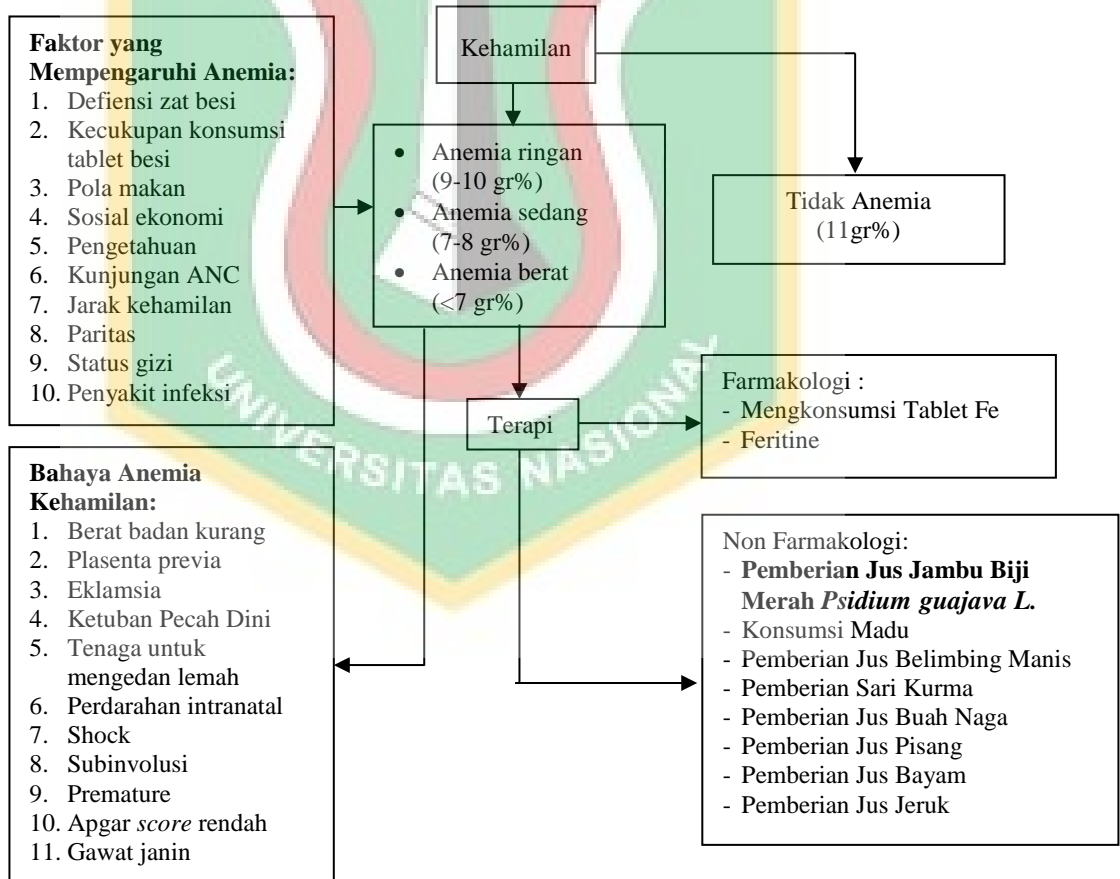 Faktor yang
Mempengaruhi Anemia:
1. Defiensi zat besi
2. Kecukupan konsumsi
tablet besi
3. Pola makan
4. Sosial ekonomi
5. Pengetahuan
6. Kunjungan ANC
7. Jarak kehamilan
8. Paritas
9. Status gizi
10. Penyakit infeksi
Kehamilan
• Anemia ringan
(9-10 gr%)
• Anemia sedang
(7-8 gr%)
• Anemia berat
(<7 gr%)
Tidak Anemia
(11gr%)
Terapi
Farmakologi :
- Mengkonsumsi Tablet Fe
- Feritine
Bahaya Anemia
Kehamilan:
1. Berat badan kurang
2. Plasenta previa
3. Eklamsia
4. Ketuban Pecah Dini
5. Tenaga untuk
mengedan lemah
6. Perdarahan intranatal
7. Shock
8. Subinvolusi
9. Premature
10. Apgar score rendah
11. Gawat janin
Non Farmakologi:
- Pemberian Jus Jambu Biji
Merah Psidium guajava L.
- Konsumsi Madu
- Pemberian Jus Belimbing Manis
- Pemberian Sari Kurma
- Pemberian Jus Buah Naga
- Pemberian Jus Pisang
- Pemberian Jus Bayam
- Pemberian Jus Jeruk
UNIVERSITAS NASIONAL